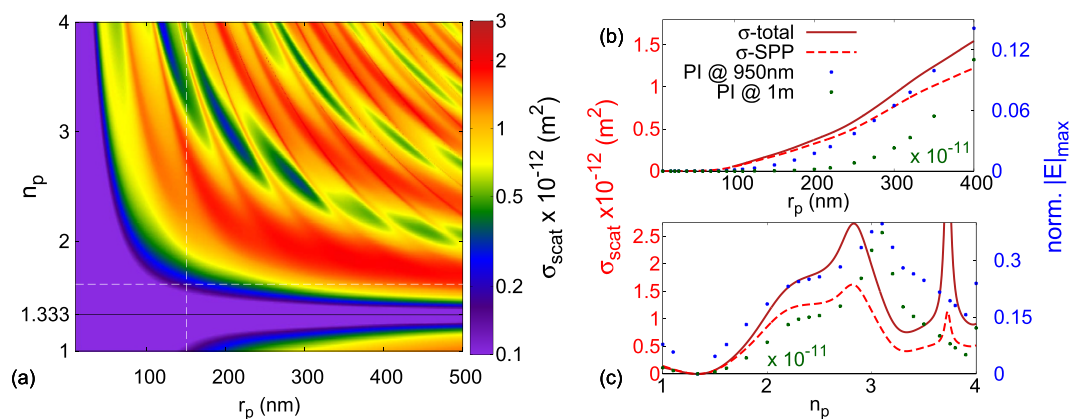 4
3
2
1.333
1
n_p
100 200 300 400 500
r_p (nm)
(a)
3
2
1
0.5
0.2
0.1
σ_scat x 10^-12 (m^2)
(b)
σ-total
σ-SPP
PI @ 950nm
PI @ 1m
1.5
1
0.5
0
0.12
0.06
0
x 10^-11
100 200 300 400
r_p (nm)
σ_scat x10^-12 (m^2)
norm. |E|_max
2.5
2
1.5
1
0.5
0
0.3
0.15
0
x 10^-11
(c)
2 3 4
n_p